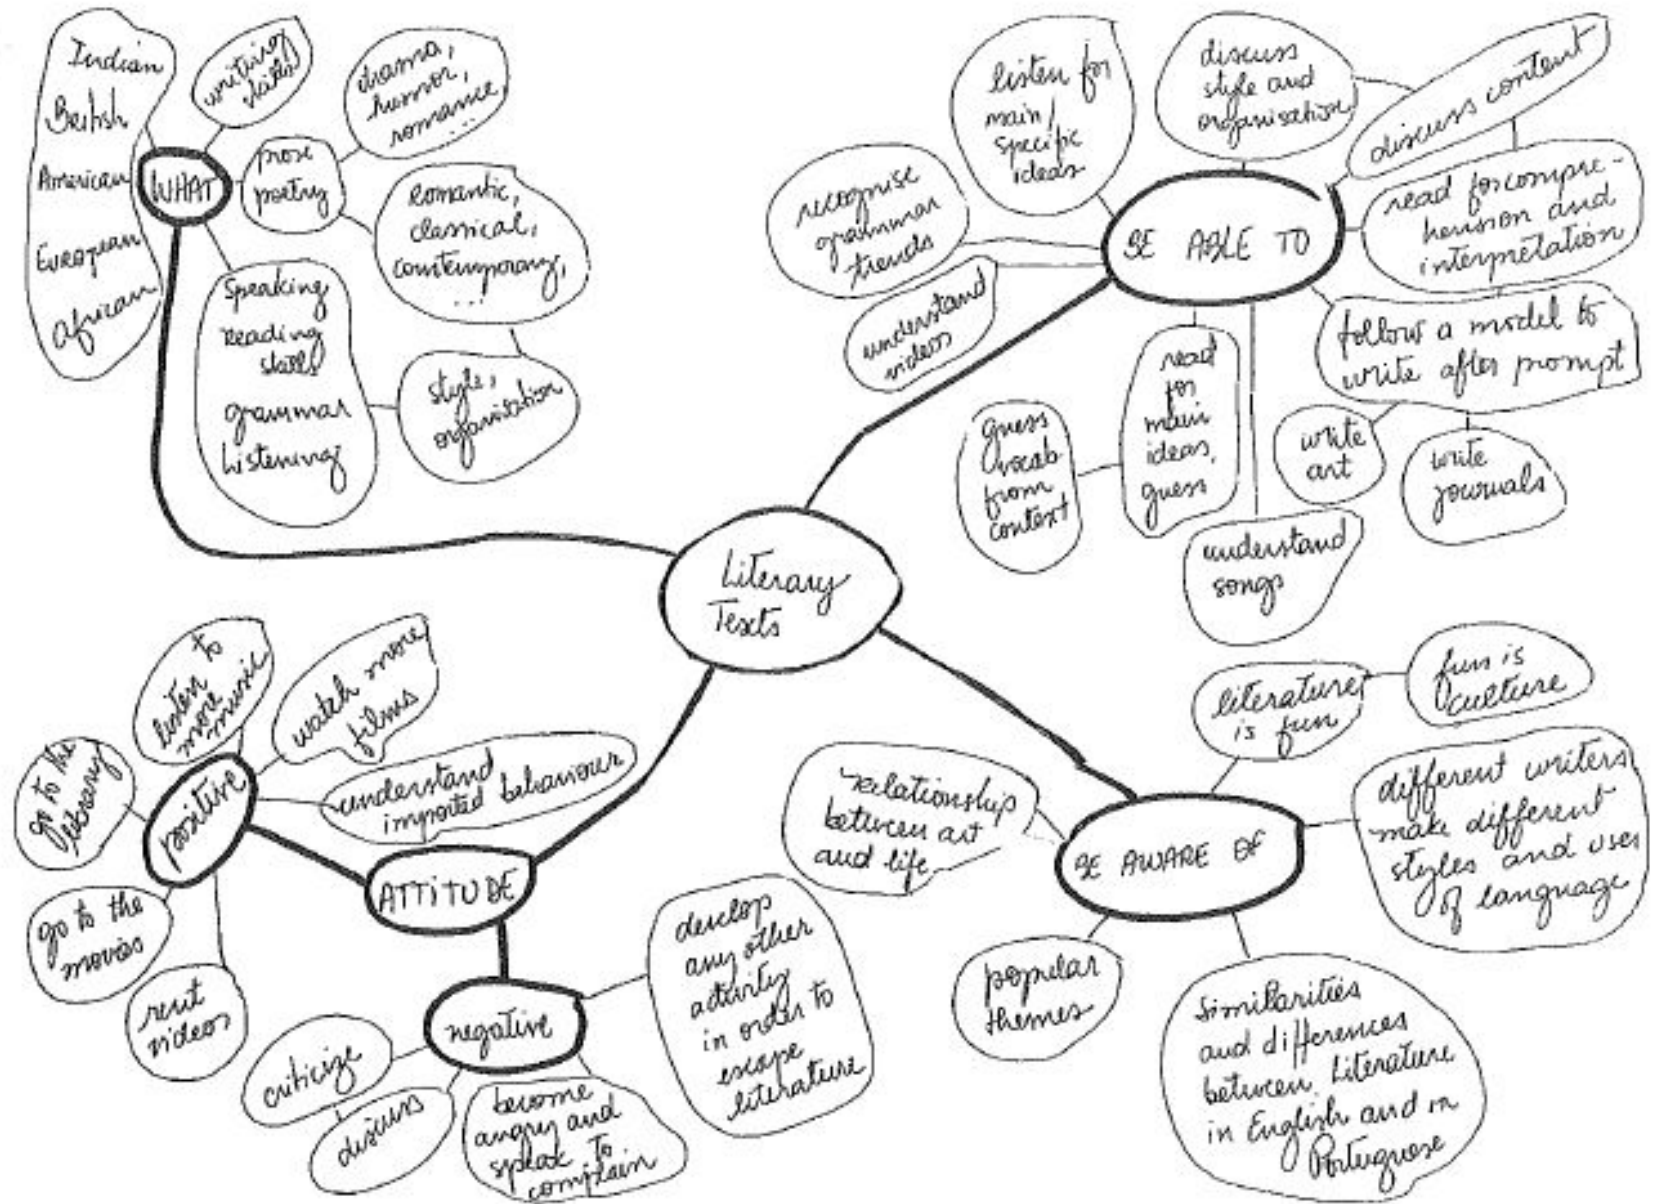 Indian
British
American
European
African
writing
skills
drama,
humor,
romance,
...
WHAT
prose
poetry
romantic,
classical,
contemporary,
...
Speaking
reading
skills
grammar
Listening
style,
organisation
listen for
main/
specific
ideas
discuss
style and
organisation
discuss content
recognise
grammar
trends
BE ABLE TO
read for compre-
hension and
interpretation
understand
videos
follow a model to
write after prompt
read
for
main
ideas,
guess
guess
vocab
from
context
write
art
write
journals
understand
songs
Literary
Texts
listen to
more
music
watch more
films
go to the
library
positive
understand
imported behaviour
ATTITUDE
go to the
movies
rent
videos
negative
criticize
discuss
become
angry and
speak to
complain
develop
any other
activity
in order to
escape
literature
literature
is fun
fun is
culture
relationship
between art
and life
BE AWARE OF
different writers
make different
styles and uses
of language
popular
themes
Similarities
and differences
between Literature
in English and in
Portuguese